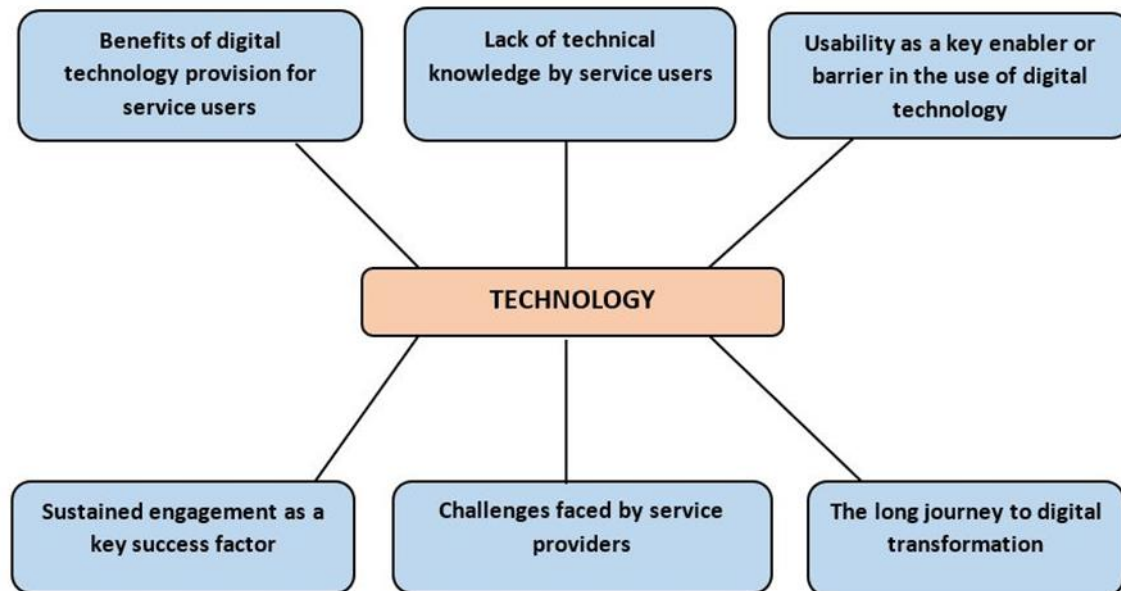 Benefits of digital
technology provision for
service users
Lack of technical
knowledge by service users
Usability as a key enabler or
barrier in the use of digital
technology
TECHNOLOGY
Sustained engagement as a
key success factor
Challenges faced by service
providers
The long journey to digital
transformation